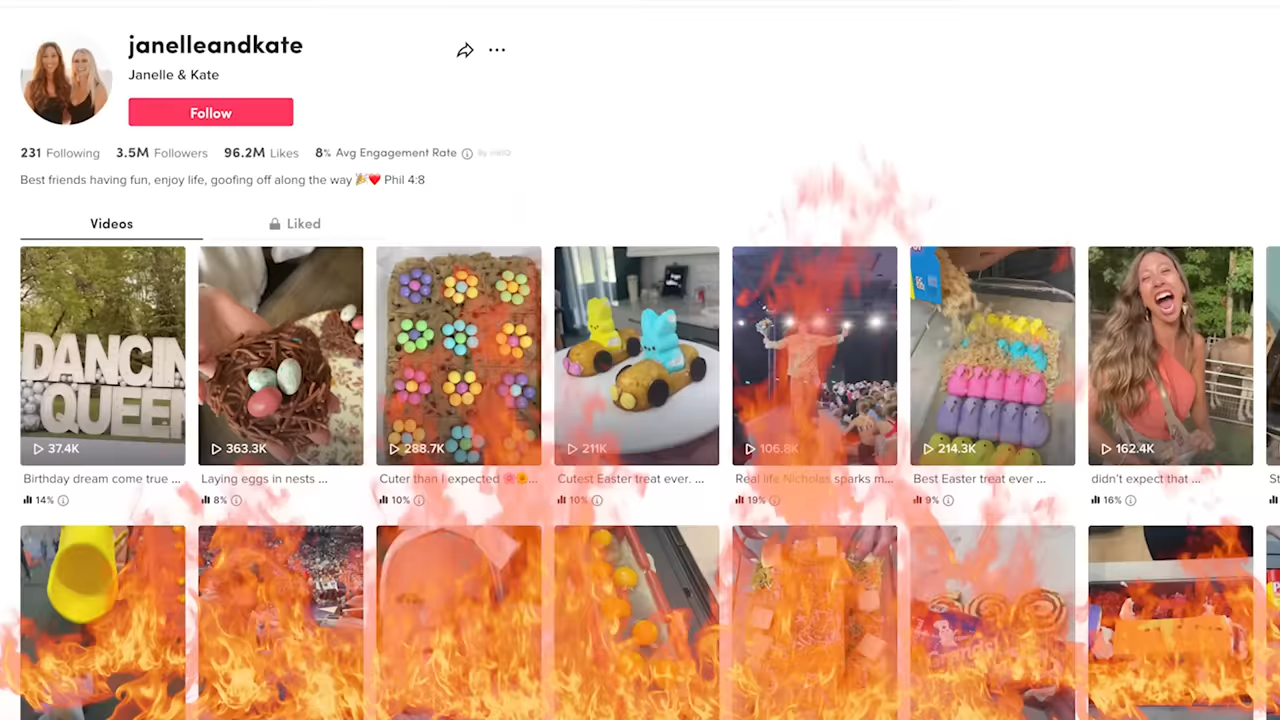 janelleandkate
Janelle & Kate
Follow
231 Following 3.5M Followers 96.2M Likes 8% Avg Engagement Rate
Best friends having fun, enjoy life, goofing off along the way 🎉❤️ Phil 4:8
Videos Liked
DANCIN
QUEEN
37.4K 363.3K 288.7K 211K 106.8K 214.3K 162.4K
Birthday dream come true ... Laying eggs in nests ... Cuter than I expected 🌸🌻... Cutest Easter treat ever. ... Real life Nicholas sparks m... Best Easter treat ever ... didn't expect that ... St
14% 8% 10% 10% 19% 9% 16%